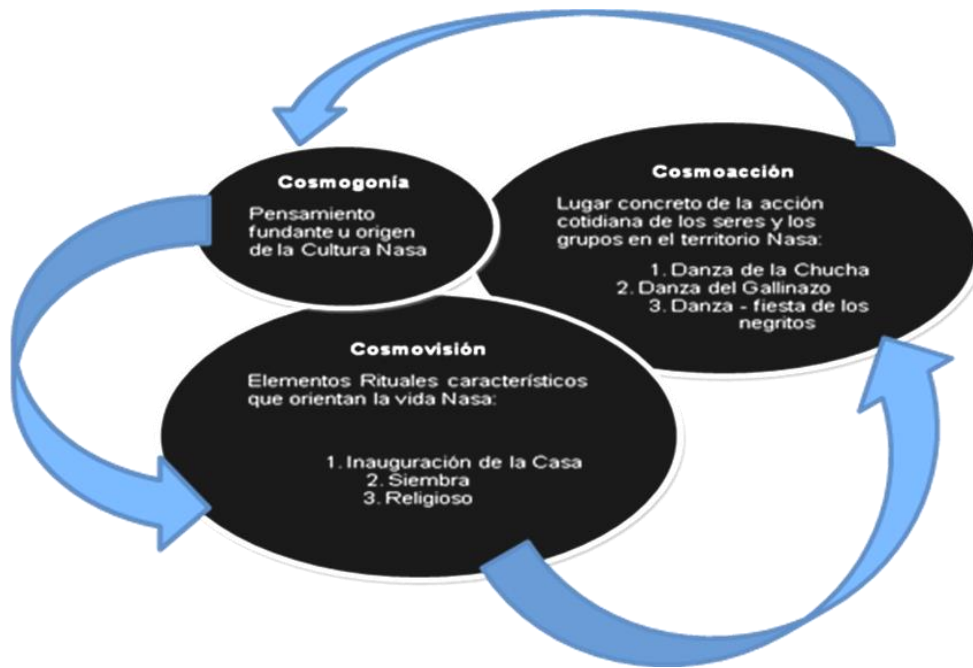 Cosmogonía
Pensamiento
fundante u origen
de la Cultura Nasa
Cosmoacción
Lugar concreto de la acción
cotidiana de los seres y los
grupos en el territorio Nasa:
1. Danza de la Chucha
2. Danza del Gallinazo
3. Danza - fiesta de los
negritos
Cosmovisión
Elementos Rituales característicos
que orientan la vida Nasa:
1. Inauguración de la Casa
2. Siembra
3. Religioso